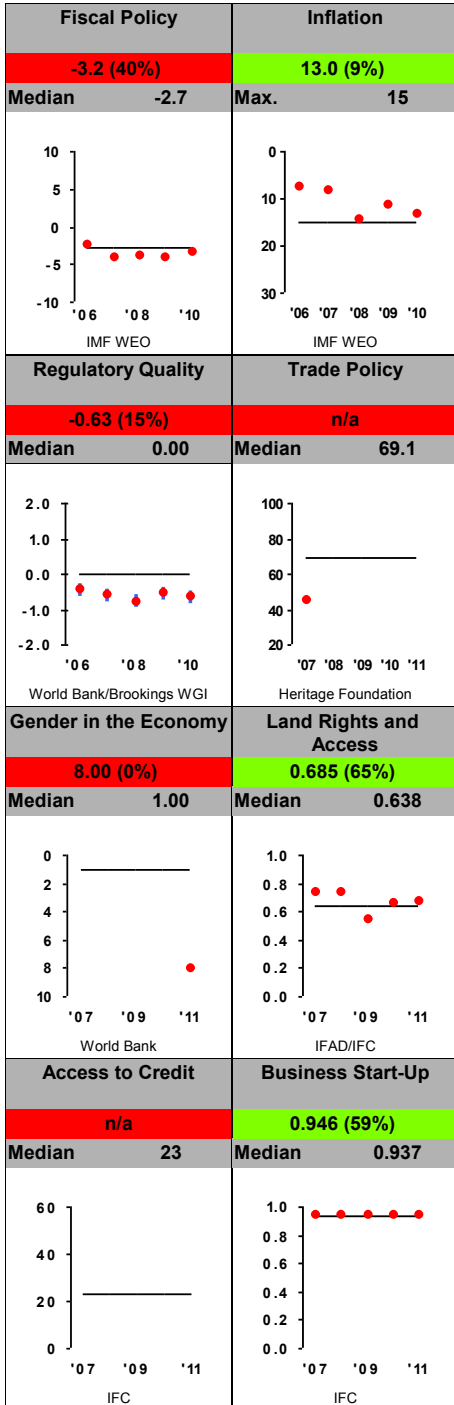 Fiscal Policy
-3.2 (40%)
Median -2.7
10
5
0
-5
-10
'06 '08 '10
IMF WEO
Inflation
13.0 (9%)
Max. 15
0
10
20
30
'06 '07 '08 '09 '10
IMF WEO
Regulatory Quality
-0.63 (15%)
Median 0.00
2.0
1.0
0.0
-1.0
-2.0
'06 '08 '10
World Bank/Brookings WGI
Trade Policy
n/a
Median 69.1
100
80
60
40
20
'07 '08 '09 '10 '11
Heritage Foundation
Gender in the Economy
8.00 (0%)
Median 1.00
0
2
4
6
8
10
'07 '09 '11
World Bank
Land Rights and
Access
0.685 (65%)
Median 0.638
1.0
0.8
0.6
0.4
0.2
0.0
'07 '09 '11
IFAD/IFC
Access to Credit
n/a
Median 23
60
40
20
0
'07 '09 '11
IFC
Business Start-Up
0.946 (59%)
Median 0.937
1.0
0.8
0.6
0.4
0.2
0.0
'07 '09 '11
IFC